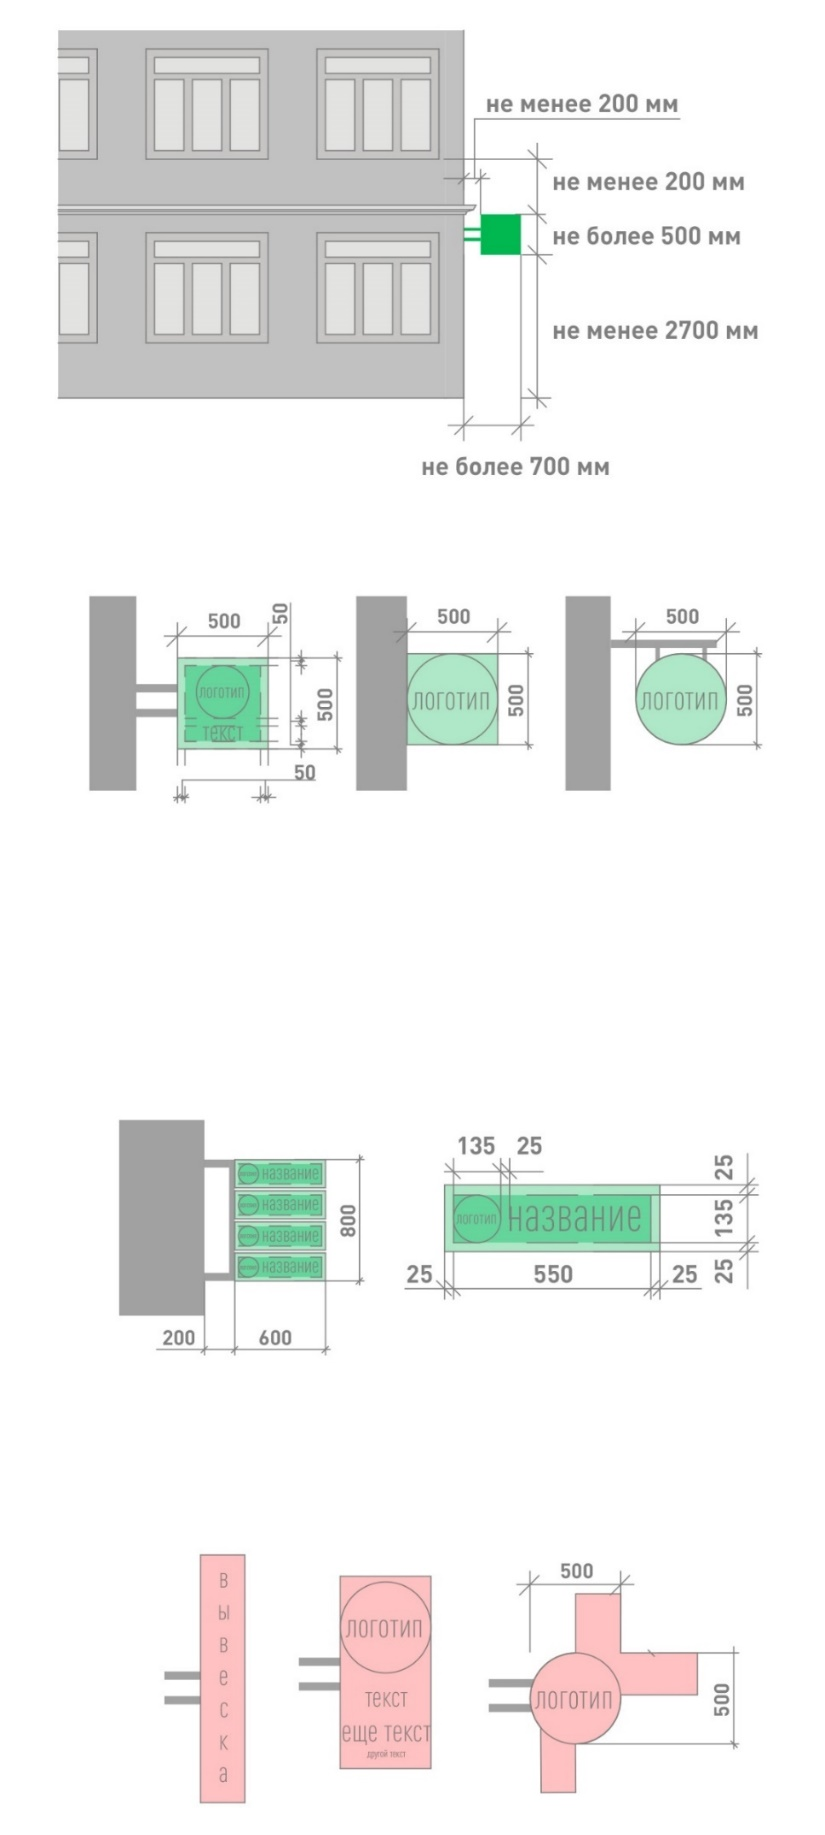 не менее 200 мм
не менее 200 мм
не более 500 мм
не менее 2700 мм
не более 700 мм
500
50
логотип
текст
500
50
500
логотип
500
500
логотип
500
название
название
название
название
800
200
600
135
25
25
логотип
название
135
25
550
25
25
в
ы
в
е
с
к
а
логотип
текст
еще текст
другой текст
500
логотип
500